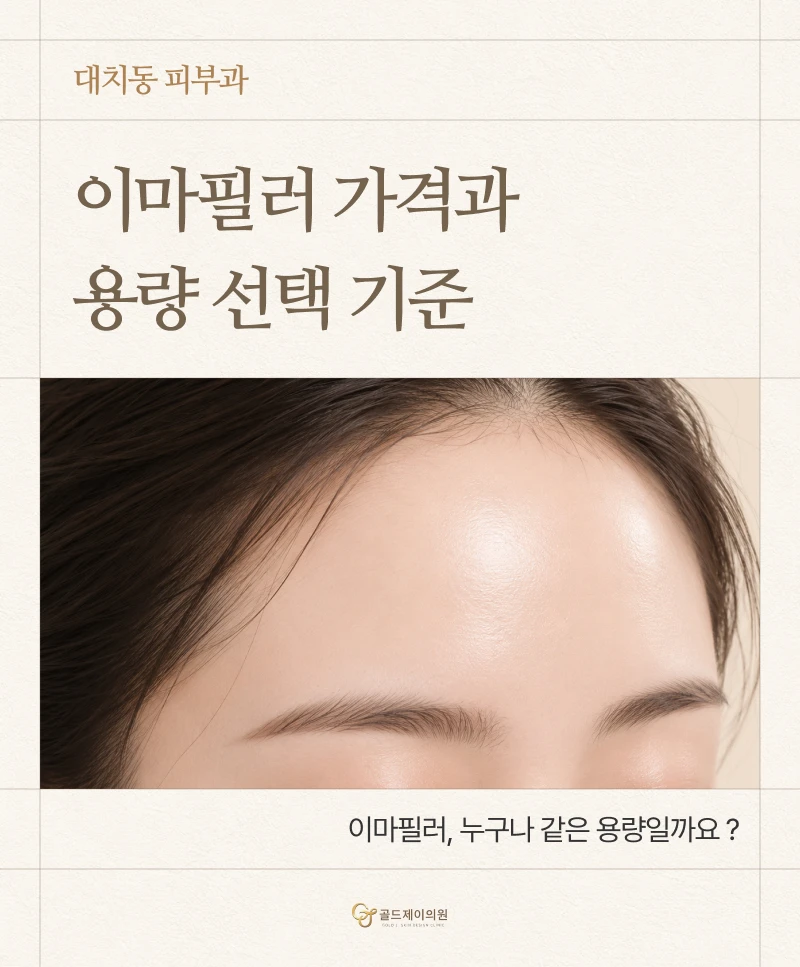 대치동 피부과
이마필러 가격과
용량 선택 기준
이마필러, 누구나 같은 용량일까요 ?
골드제이의원